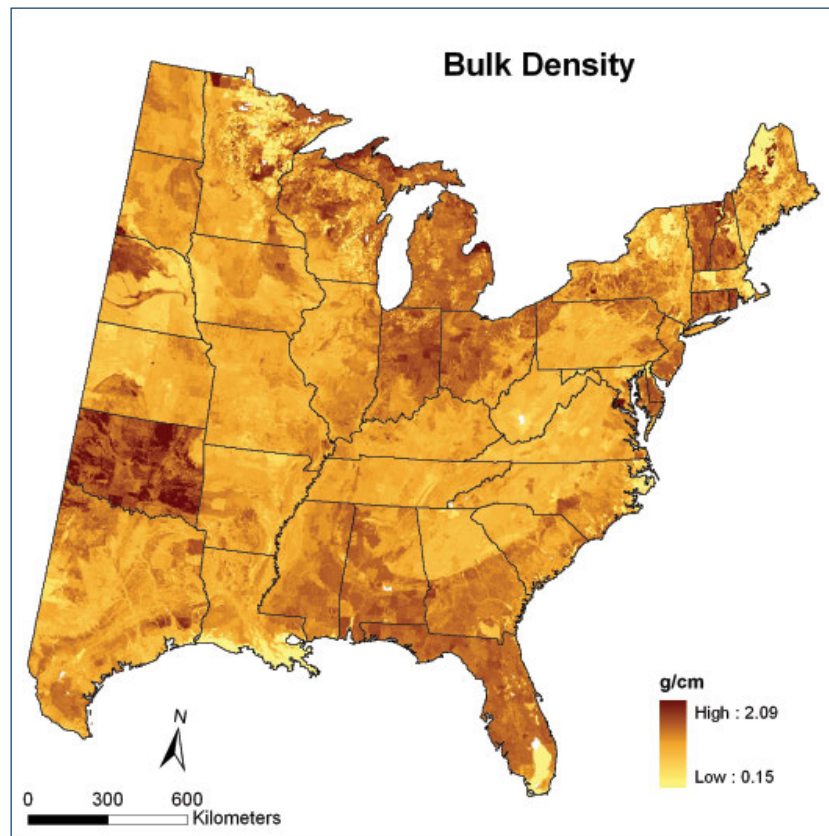 Bulk Density
g/cm
High : 2.09
Low : 0.15
N
0 300 600
Kilometers